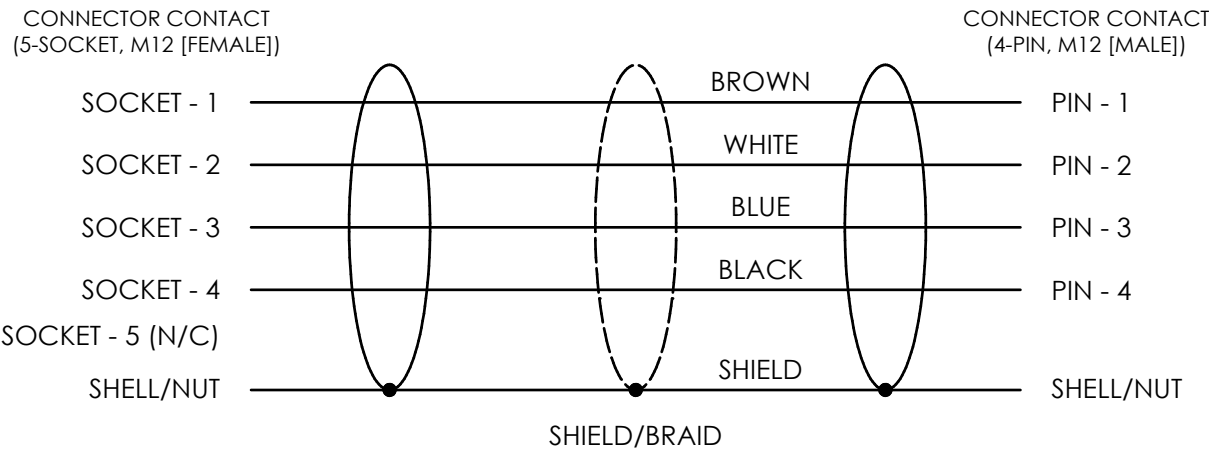 CONNECTOR CONTACT
(5-SOCKET, M12 [FEMALE])
CONNECTOR CONTACT
(4-PIN, M12 [MALE])
SOCKET - 1
BROWN
PIN - 1
SOCKET - 2
WHITE
PIN - 2
SOCKET - 3
BLUE
PIN - 3
SOCKET - 4
BLACK
PIN - 4
SOCKET - 5 (N/C)
SHELL/NUT
SHIELD
SHELL/NUT
SHIELD/BRAID